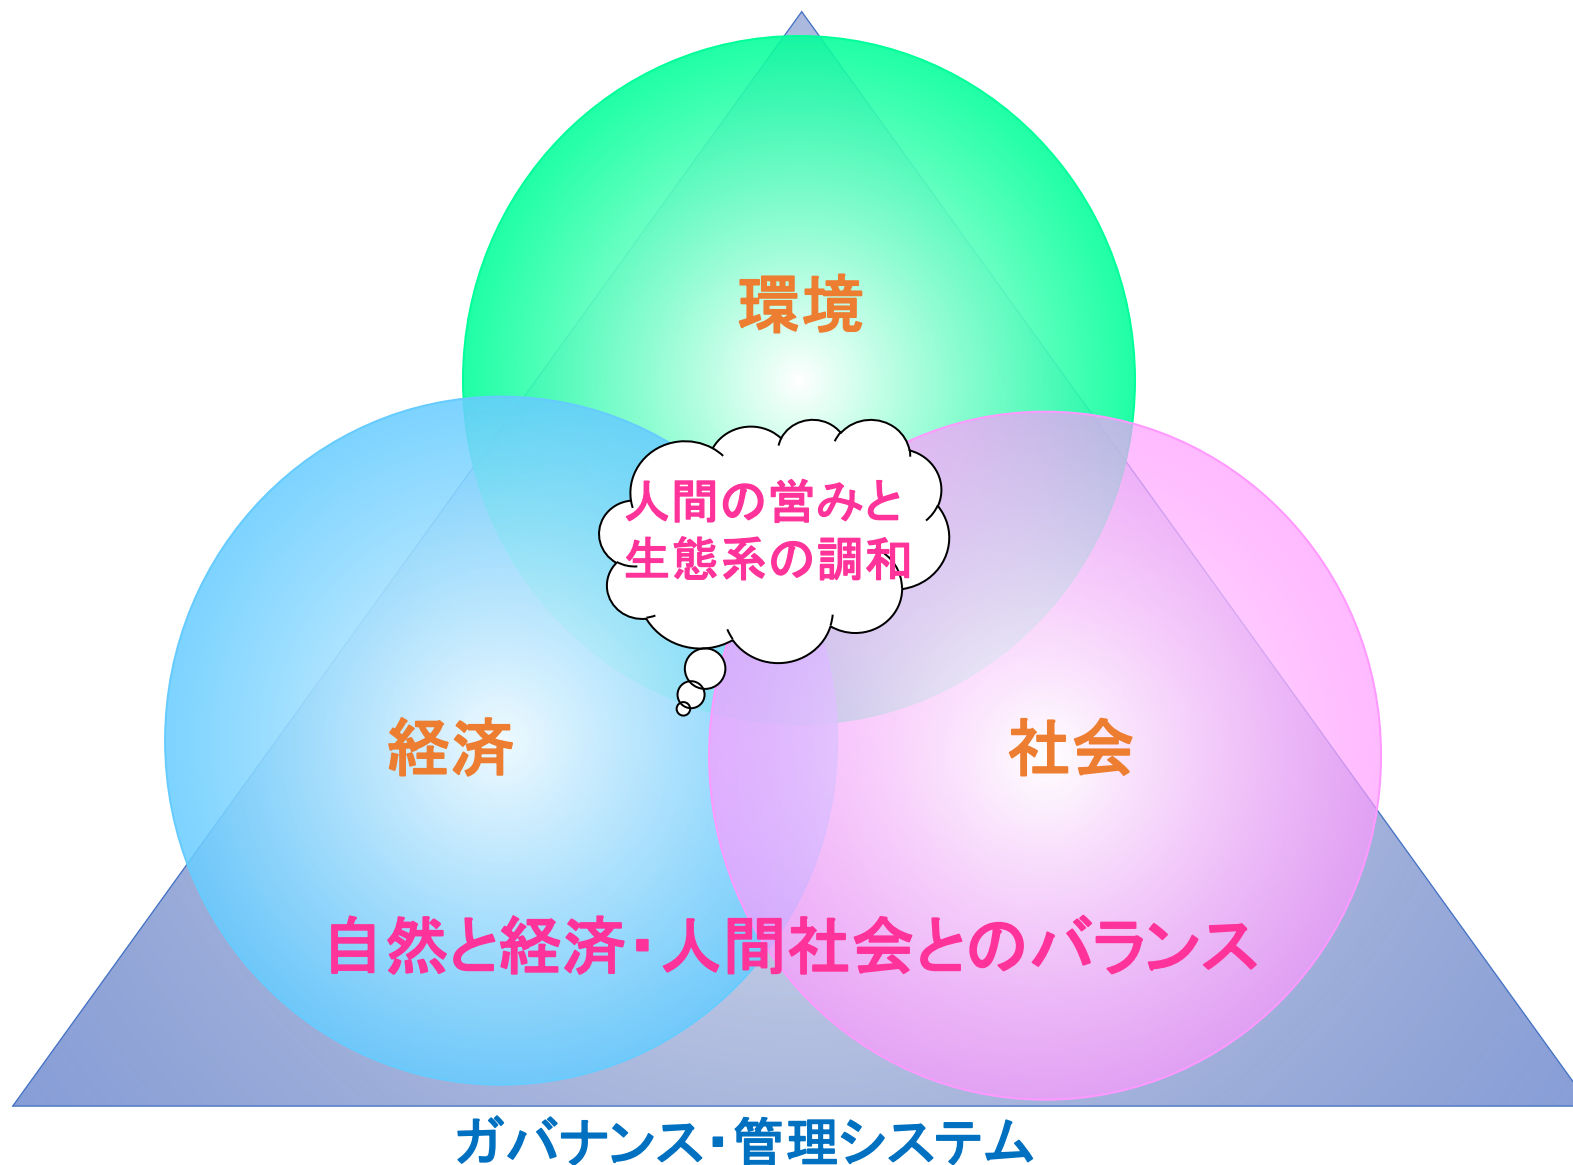 環境
人間の営みと
生態系の調和
経済
社会
自然と経済・人間社会とのバランス
ガバナンス・管理システム